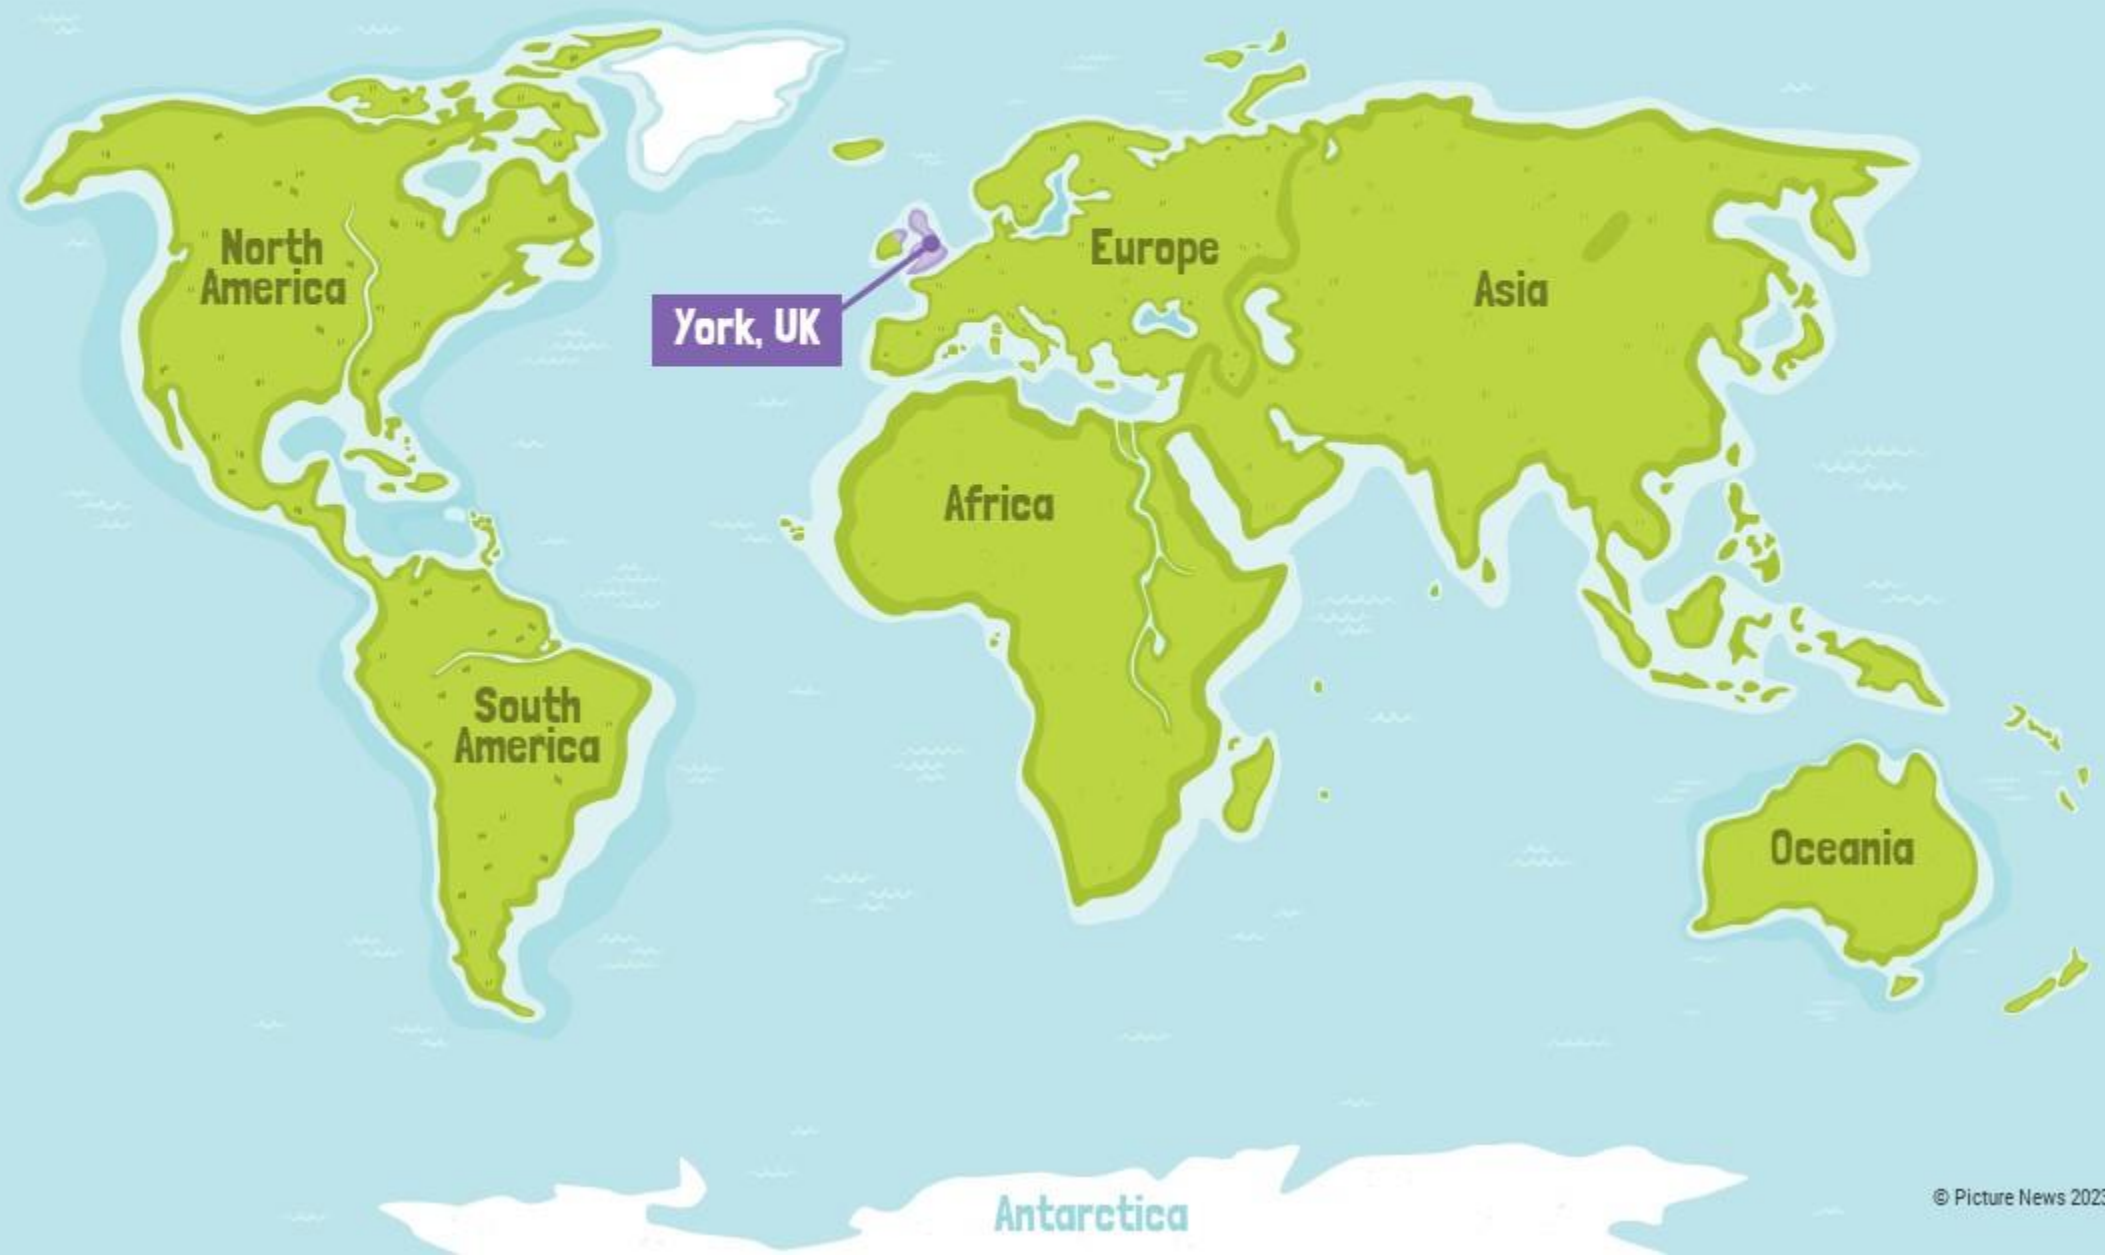 North
America
Europe
Asia
York, UK
Africa
South
America
Oceania
Antarctica
© Picture News 2023